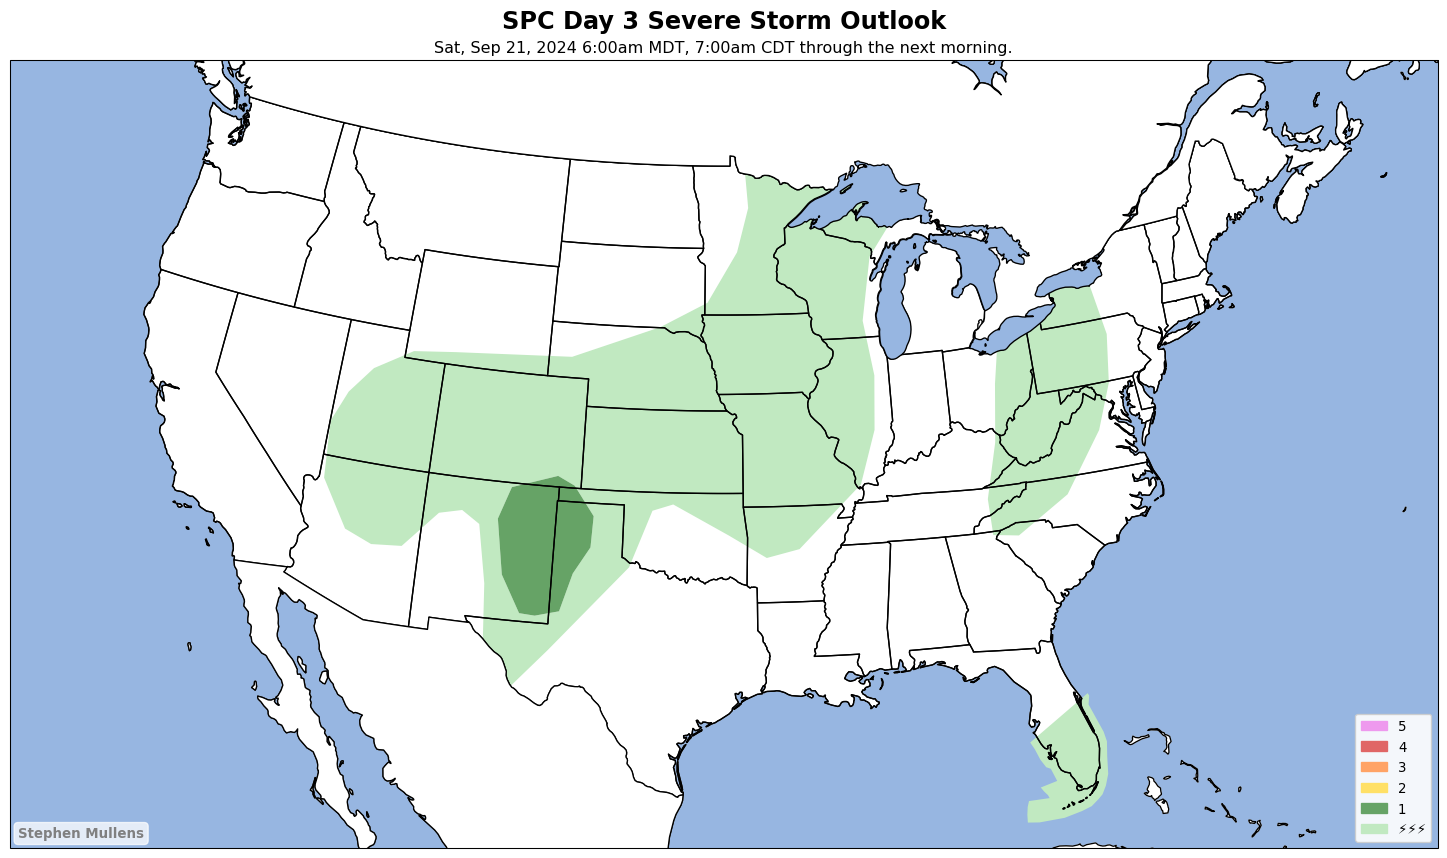 SPC Day 3 Severe Storm Outlook
Sat, Sep 21, 2024 6:00am MDT, 7:00am CDT through the next morning.
5
4
3
2
1
⚡⚡⚡
Stephen Mullens